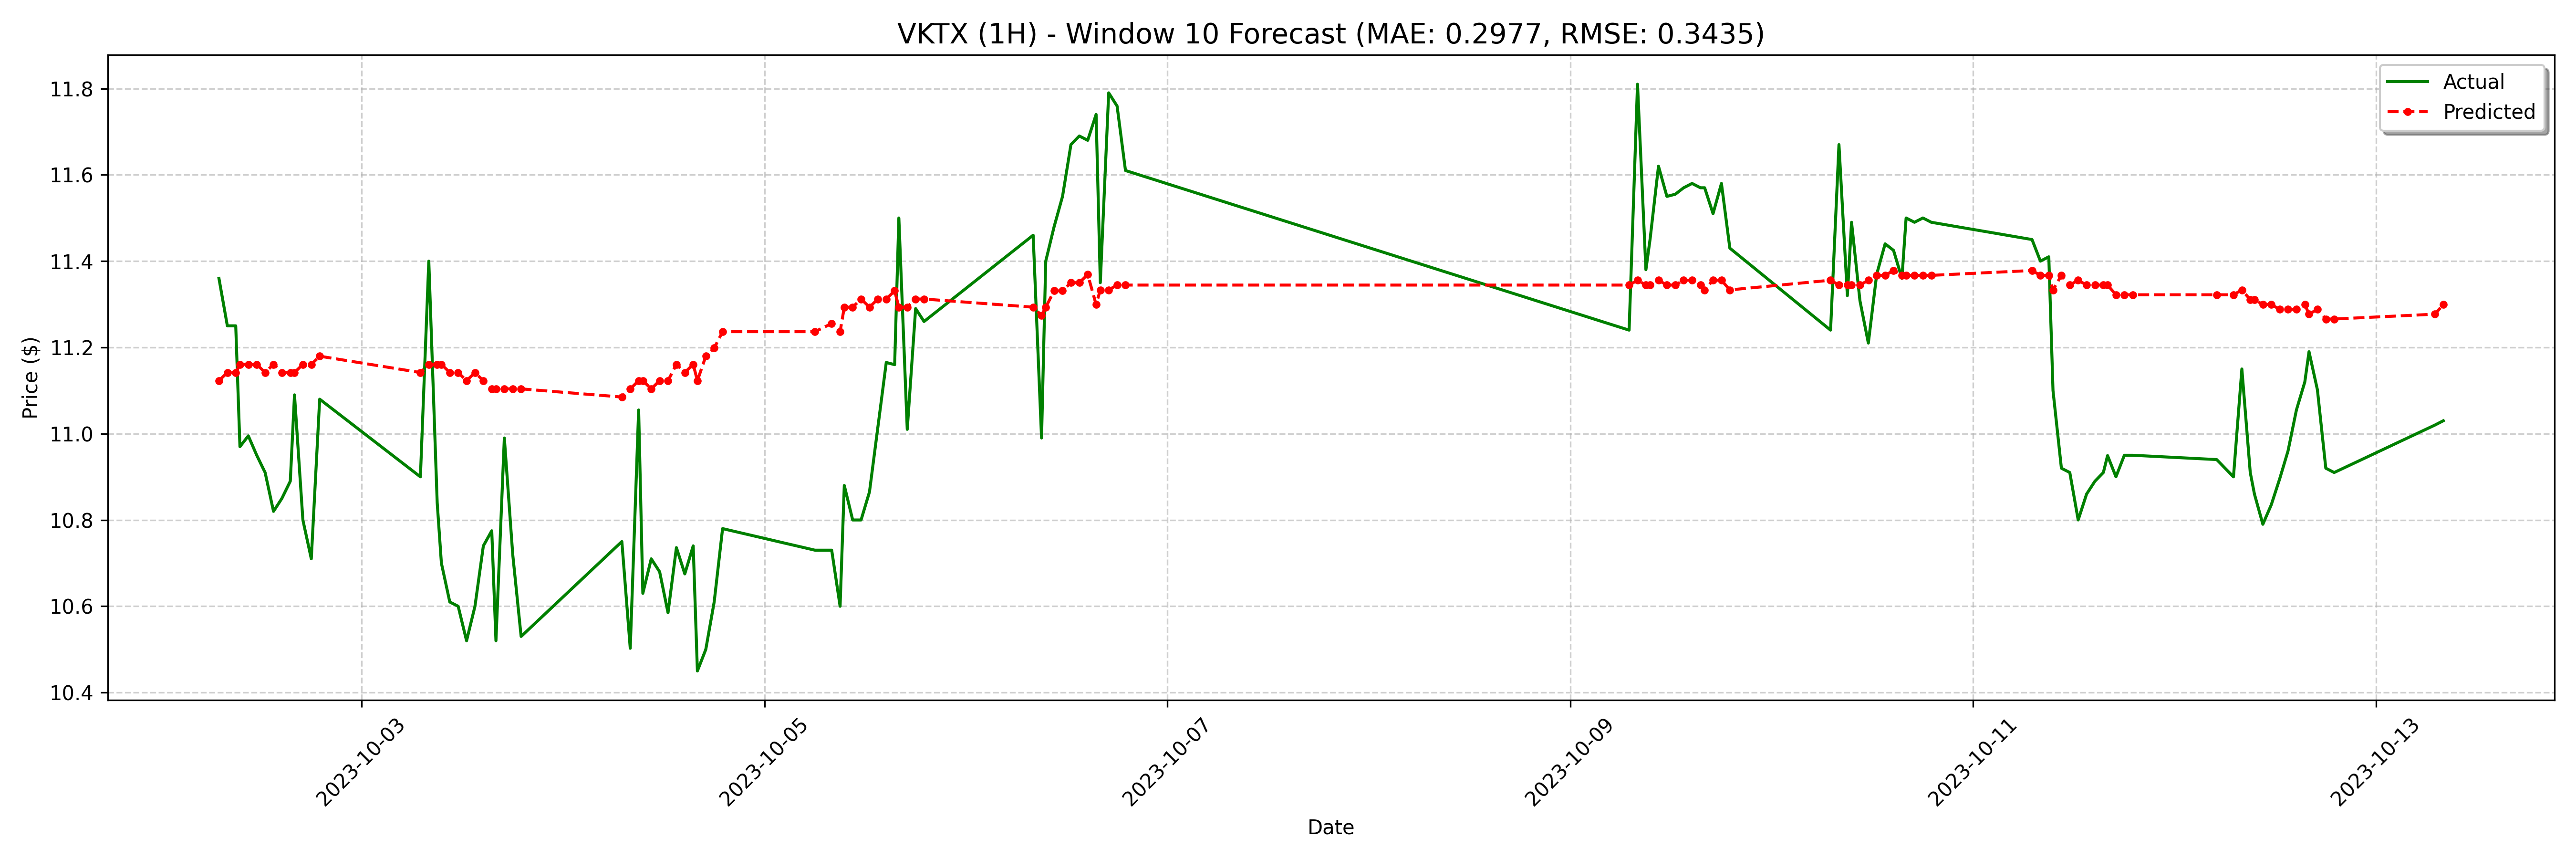 VKTX (1H) - Window 10 Forecast (MAE: 0.2977, RMSE: 0.3435)
Actual
Predicted
Price ($)
11.8
11.6
11.4
11.2
11.0
10.8
10.6
10.4
2023-10-03
2023-10-05
2023-10-07
2023-10-09
2023-10-11
2023-10-13
Date